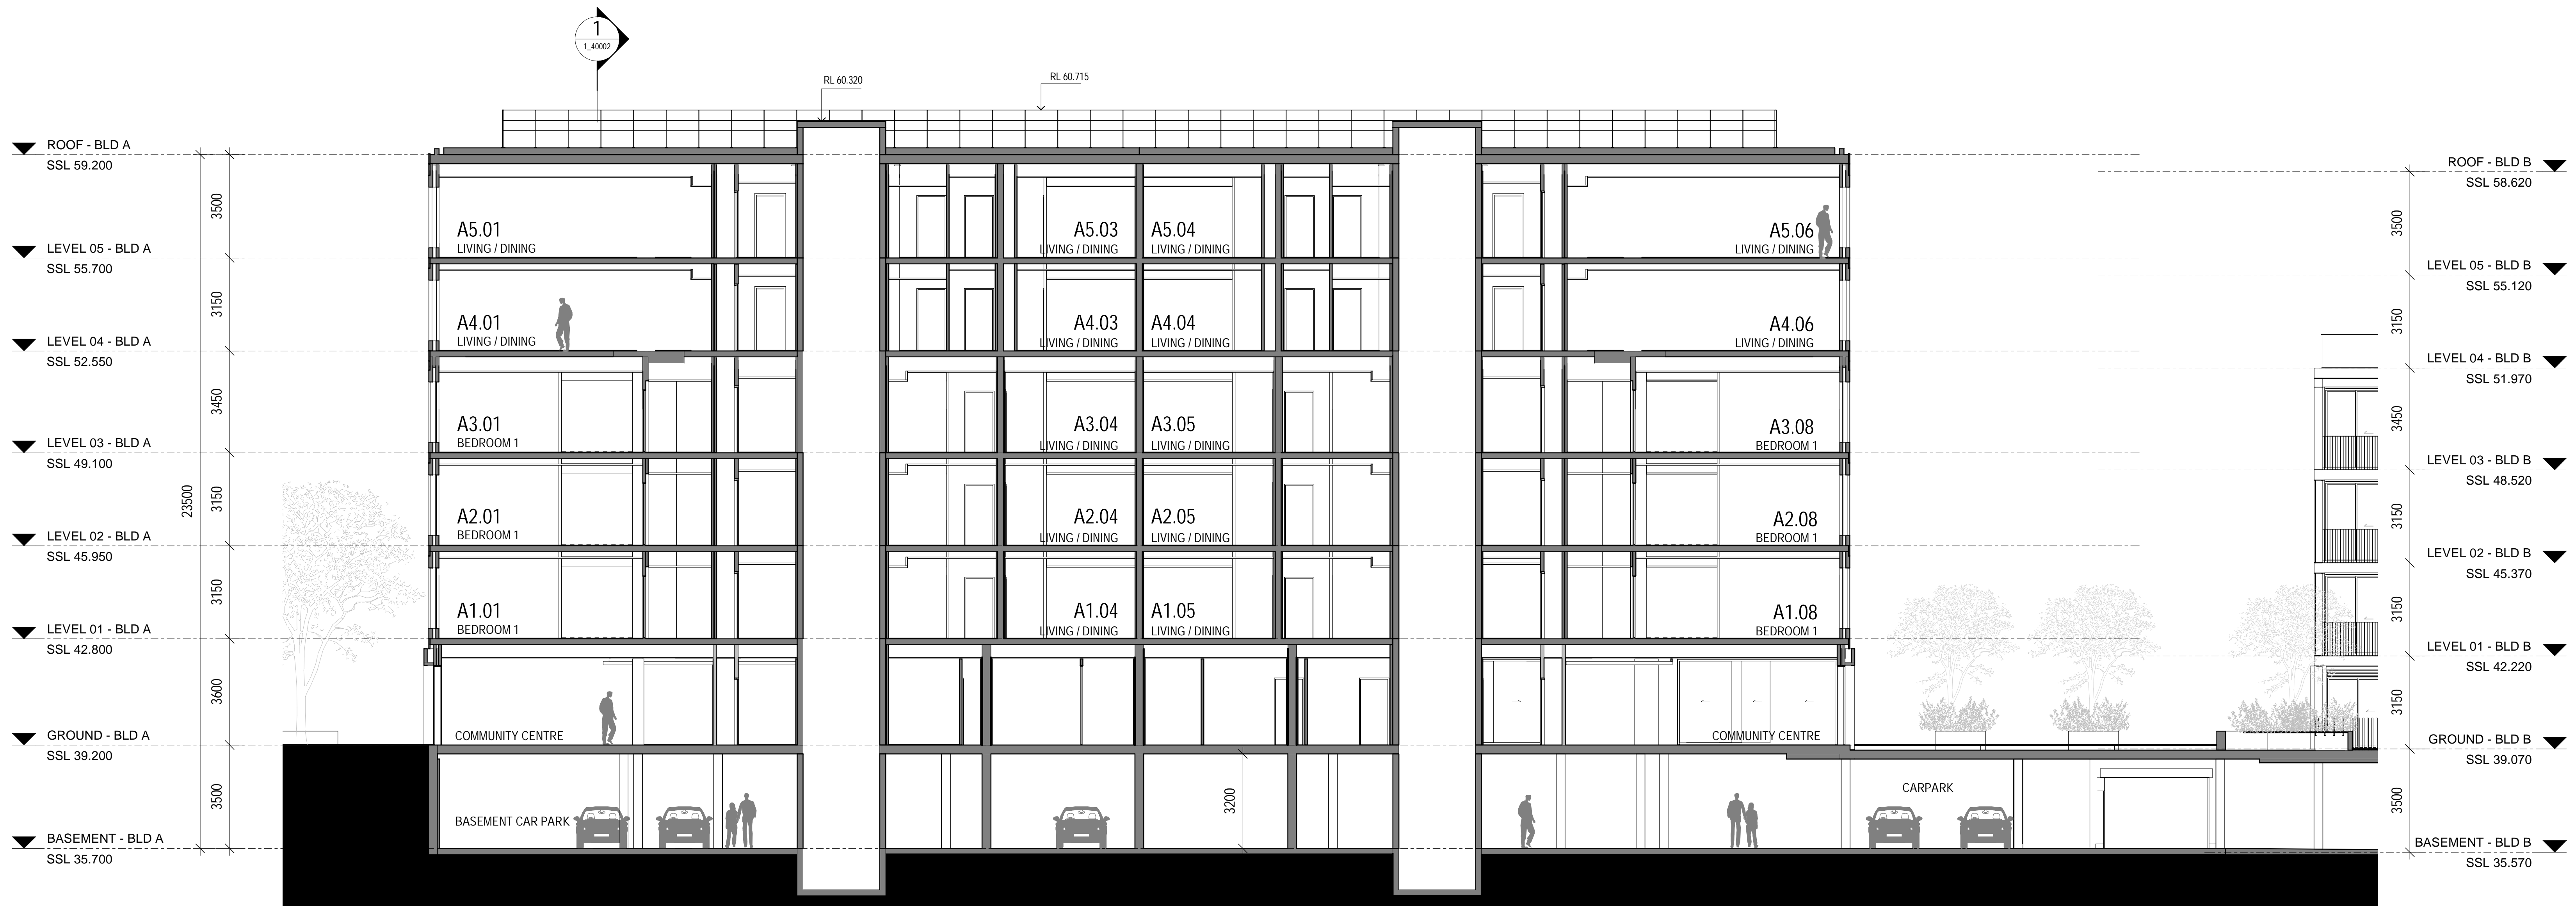 1
1_40002
RL 60.320
RL 60.715
ROOF - BLD A
SSL 59.200
ROOF - BLD B
SSL 58.620
3500
3500
A5.01
LIVING / DINING
A5.03
LIVING / DINING
A5.04
LIVING / DINING
A5.06
LIVING / DINING
LEVEL 05 - BLD A
SSL 55.700
LEVEL 05 - BLD B
SSL 55.120
3150
3150
A4.01
LIVING / DINING
A4.03
LIVING / DINING
A4.04
LIVING / DINING
A4.06
LIVING / DINING
LEVEL 04 - BLD A
SSL 52.550
LEVEL 04 - BLD B
SSL 51.970
3450
3450
A3.01
BEDROOM 1
A3.04
LIVING / DINING
A3.05
LIVING / DINING
A3.08
BEDROOM 1
LEVEL 03 - BLD A
SSL 49.100
LEVEL 03 - BLD B
SSL 48.520
23500
3150
3150
A2.01
BEDROOM 1
A2.04
LIVING / DINING
A2.05
LIVING / DINING
A2.08
BEDROOM 1
LEVEL 02 - BLD A
SSL 45.950
LEVEL 02 - BLD B
SSL 45.370
3150
3150
A1.01
BEDROOM 1
A1.04
LIVING / DINING
A1.05
LIVING / DINING
A1.08
BEDROOM 1
LEVEL 01 - BLD A
SSL 42.800
LEVEL 01 - BLD B
SSL 42.220
3600
3150
COMMUNITY CENTRE
COMMUNITY CENTRE
GROUND - BLD A
SSL 39.200
GROUND - BLD B
SSL 39.070
3500
3200
3500
CARPARK
BASEMENT CAR PARK
BASEMENT - BLD A
SSL 35.700
BASEMENT - BLD B
SSL 35.570